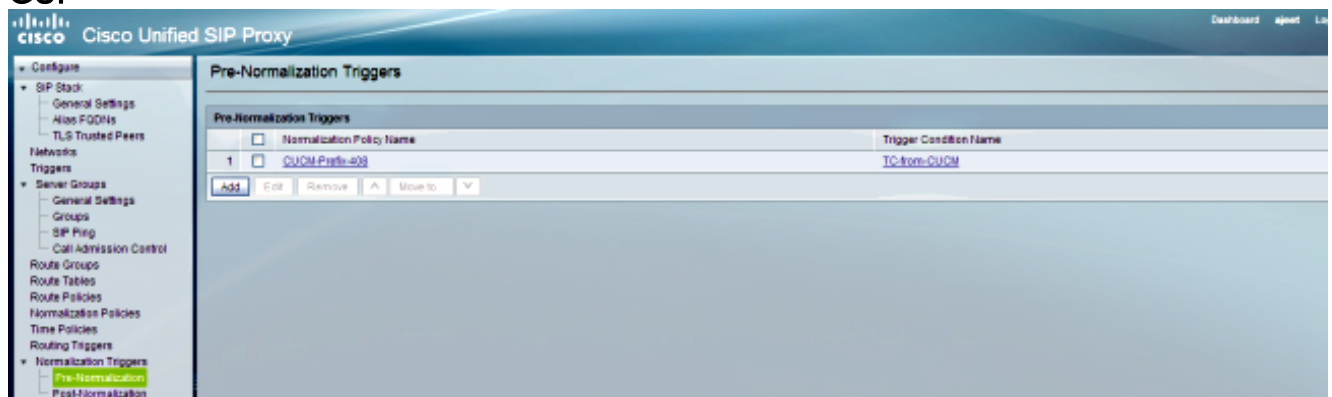 CISCO Cisco Unified SIP Proxy
Dashboard ajeet
Configure
SIP Stack
General Settings
Alias FQDNs
TLS Trusted Peers
Networks
Triggers
Server Groups
General Settings
Groups
SIP Ping
Call Admission Control
Route Groups
Route Tables
Route Policies
Normalization Policies
Time Policies
Routing Triggers
Normalization Triggers
Pre-Normalization
Post-Normalization
Pre-Normalization Triggers
Pre-Normalization Triggers
Normalization Policy Name Trigger Condition Name
1 CUCM-Prefix-408 TC-from-CUCM
Add Edit Remove Move to